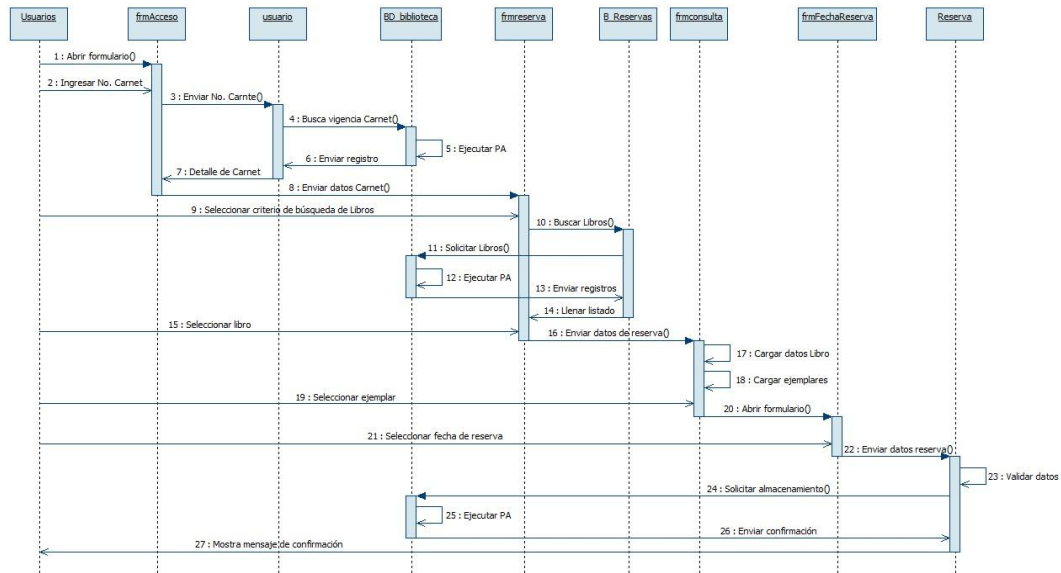 Usuarios
frmAcceso
usuario
BD_biblioteca
frmreserva
B_Reservas
frmconsulta
frmFechaReserva
Reserva
1 : Abrir formulario()
2 : Ingresar No. Carnet
3 : Enviar No. Carnte()
4 : Busca vigencia Carnet()
5 : Ejecutar PA
6 : Enviar registro
7 : Detalle de Carnet
8 : Enviar datos Carnet()
9 : Seleccionar criterio de búsqueda de Libros
10 : Buscar Libros()
11 : Solicitar Libros()
12 : Ejecutar PA
13 : Enviar registros
14 : Llenar listado
15 : Seleccionar libro
16 : Enviar datos de reserva()
17 : Cargar datos Libro
18 : Cargar ejemplares
19 : Seleccionar ejemplar
20 : Abrir formulario()
21 : Seleccionar fecha de reserva
22 : Enviar datos reserva()
23 : Validar datos
24 : Solicitar almacenamiento()
25 : Ejecutar PA
26 : Enviar confirmación
27 : Mostra mensaje de confirmación